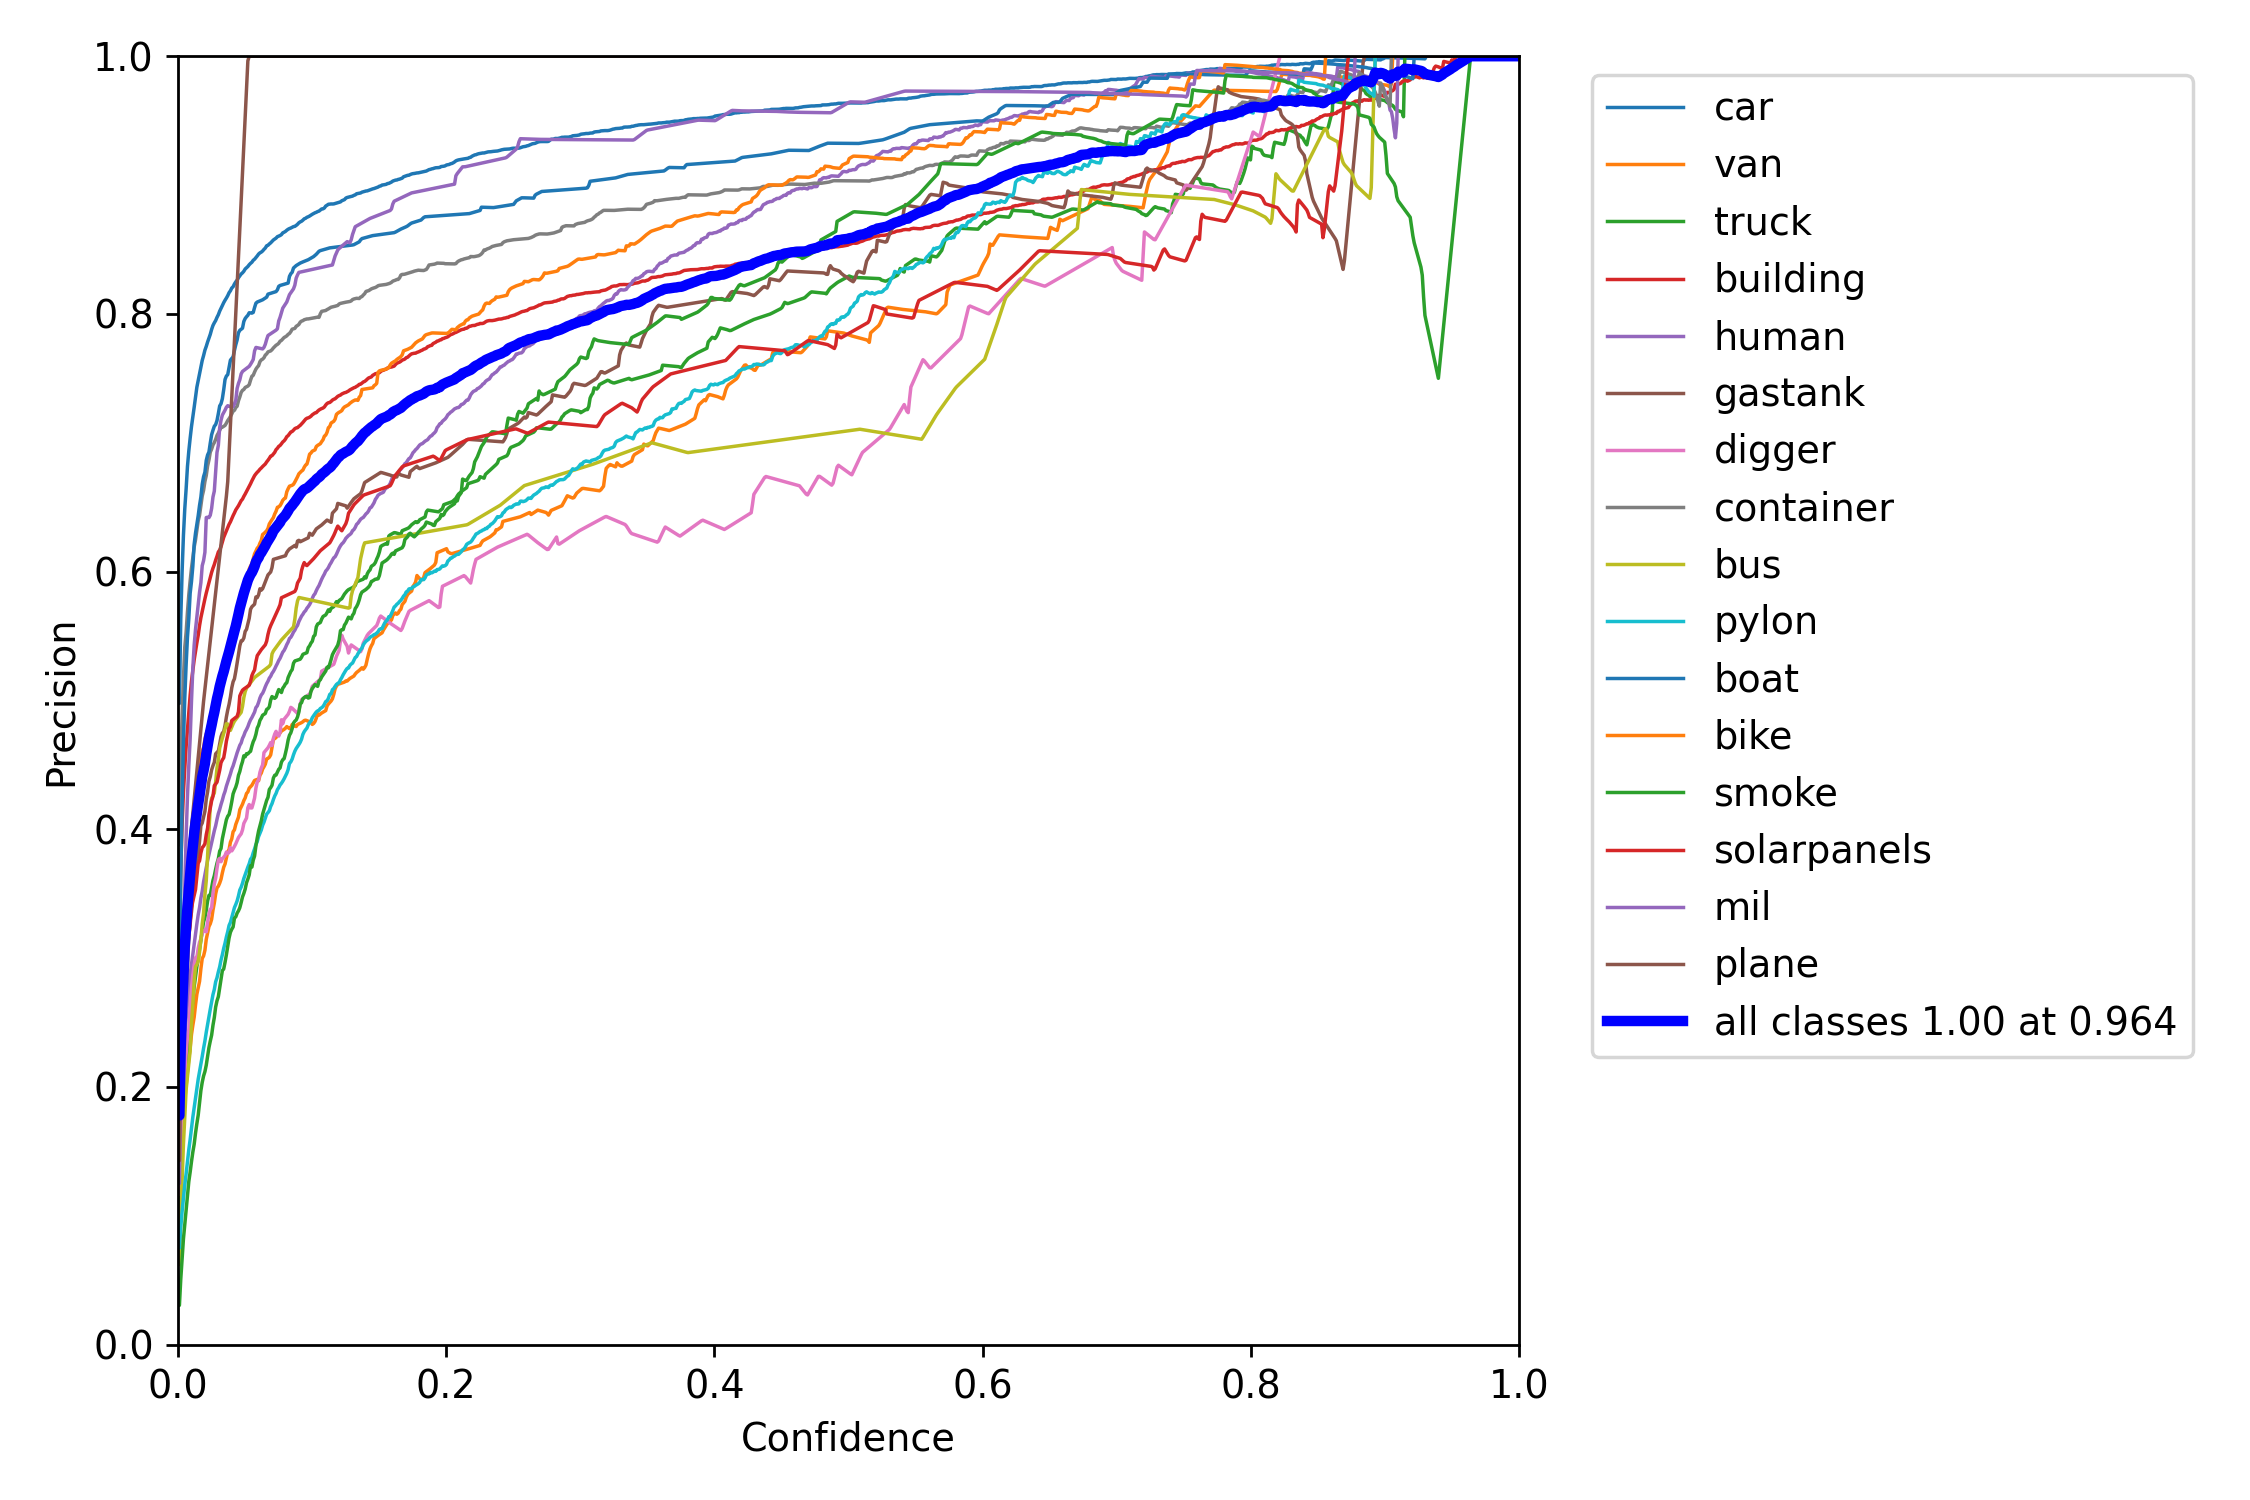 1.0
0.8
0.6
0.4
0.2
0.0
0.0 0.2 0.4 0.6 0.8 1.0
Precision
Confidence
car
van
truck
building
human
gastank
digger
container
bus
pylon
boat
bike
smoke
solarpanels
mil
plane
all classes 1.00 at 0.964